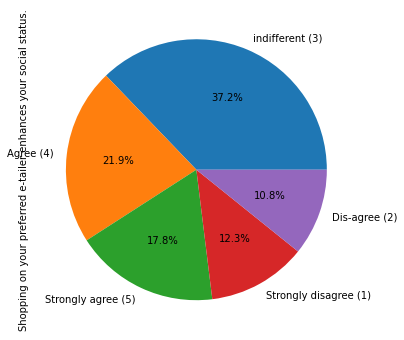 Shopping on your preferred e-tailer enhances your social status.
indifferent (3)
37.2%
Agree (4)
21.9%
17.8%
Strongly agree (5)
12.3%
Strongly disagree (1)
10.8%
Dis-agree (2)